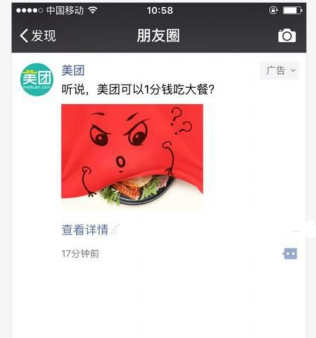 中国移动 10:58
发现 朋友圈
美团 广告
美团
meituan.com
听说，美团可以1分钱吃大餐?
??
查看详情
17分钟前